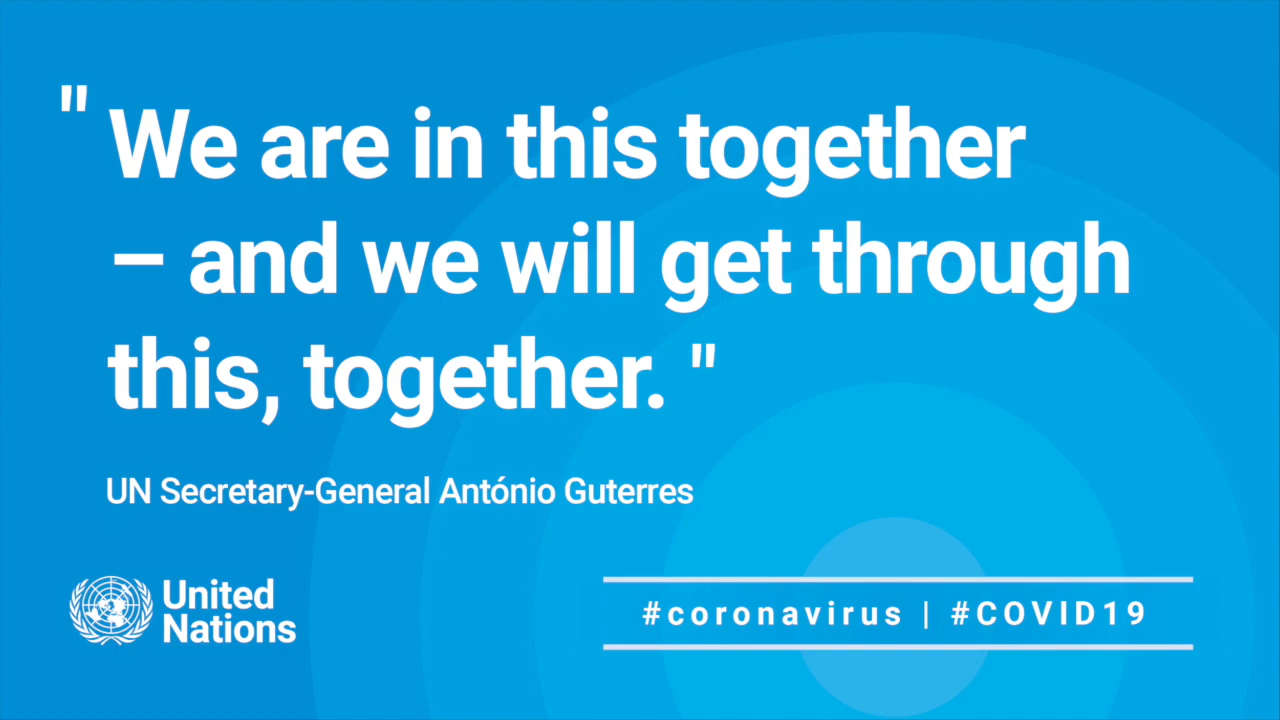 " We are in this together
– and we will get through
this, together. "
UN Secretary-General António Guterres
United
Nations
#coronavirus | #COVID19